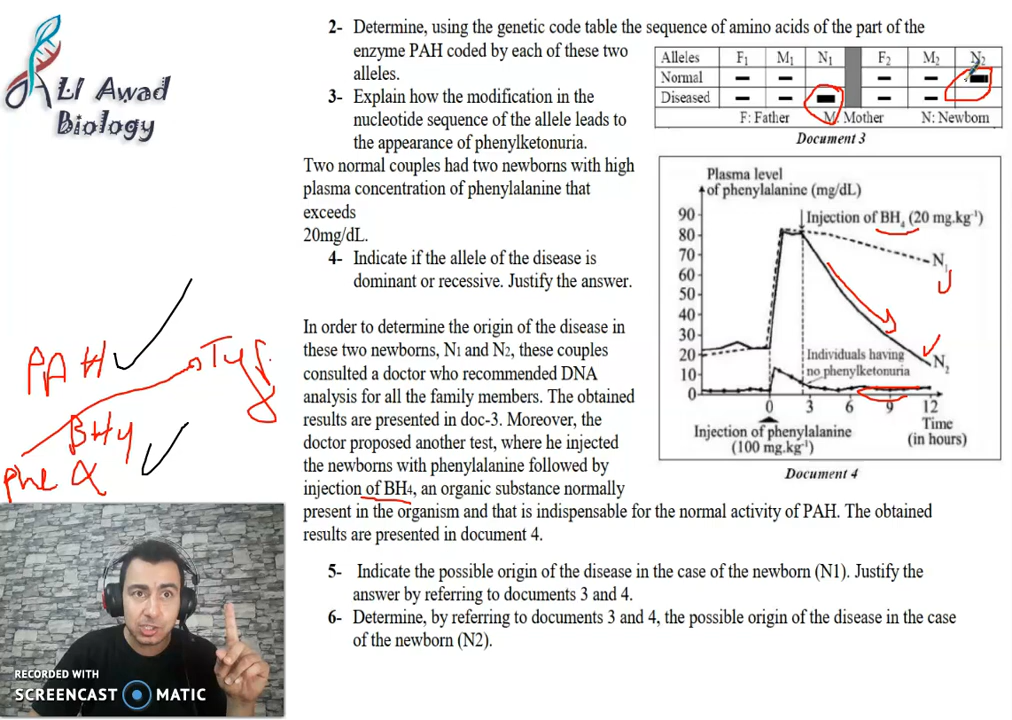 LI Awad
Biology
2- Determine, using the genetic code table the sequence of amino acids of the part of the
enzyme PAH coded by each of these two
alleles.
3- Explain how the modification in the
nucleotide sequence of the allele leads to
the appearance of phenylketonuria.
Two normal couples had two newborns with high
plasma concentration of phenylalanine that
exceeds
20mg/dL.
4- Indicate if the allele of the disease is
dominant or recessive. Justify the answer.
In order to determine the origin of the disease in
these two newborns, N1 and N2, these couples
consulted a doctor who recommended DNA
analysis for all the family members. The obtained
results are presented in doc-3. Moreover, the
doctor proposed another test, where he injected
the newborns with phenylalanine followed by
injection of BH4, an organic substance normally
present in the organism and that is indispensable for the normal activity of PAH. The obtained
results are presented in document 4.
5- Indicate the possible origin of the disease in the case of the newborn (N1). Justify the
answer by referring to documents 3 and 4.
6- Determine, by referring to documents 3 and 4, the possible origin of the disease in the case
of the newborn (N2).
Alleles F1 M1 N1 F2 M2 N2
Normal
Diseased
F: Father M: Mother N: Newborn
Document 3
Plasma level
of phenylalanine (mg/dL)
90
80
70
60
50
40
30
20
10
0
Injection of BH4 (20 mg.kg-1)
N1
N2
Individuals having
no phenylketonuria
0 3 6 9 12
Time
(in hours)
Injection of phenylalanine
(100 mg.kg-1)
Document 4
PAH
BH4
Phe
RECORDED WITH
SCREENCAST MATIC